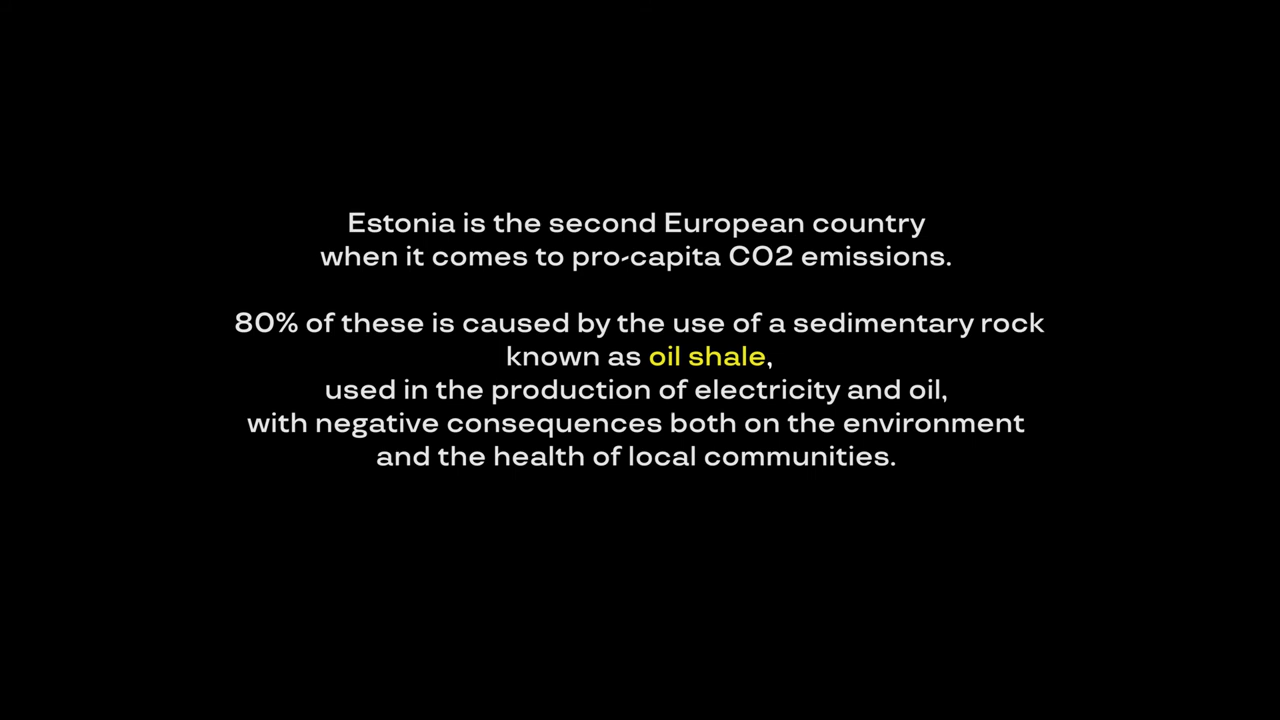 Estonia is the second European country
when it comes to pro-capita CO2 emissions.
80% of these is caused by the use of a sedimentary rock
known as oil shale,
used in the production of electricity and oil,
with negative consequences both on the environment
and the health of local communities.